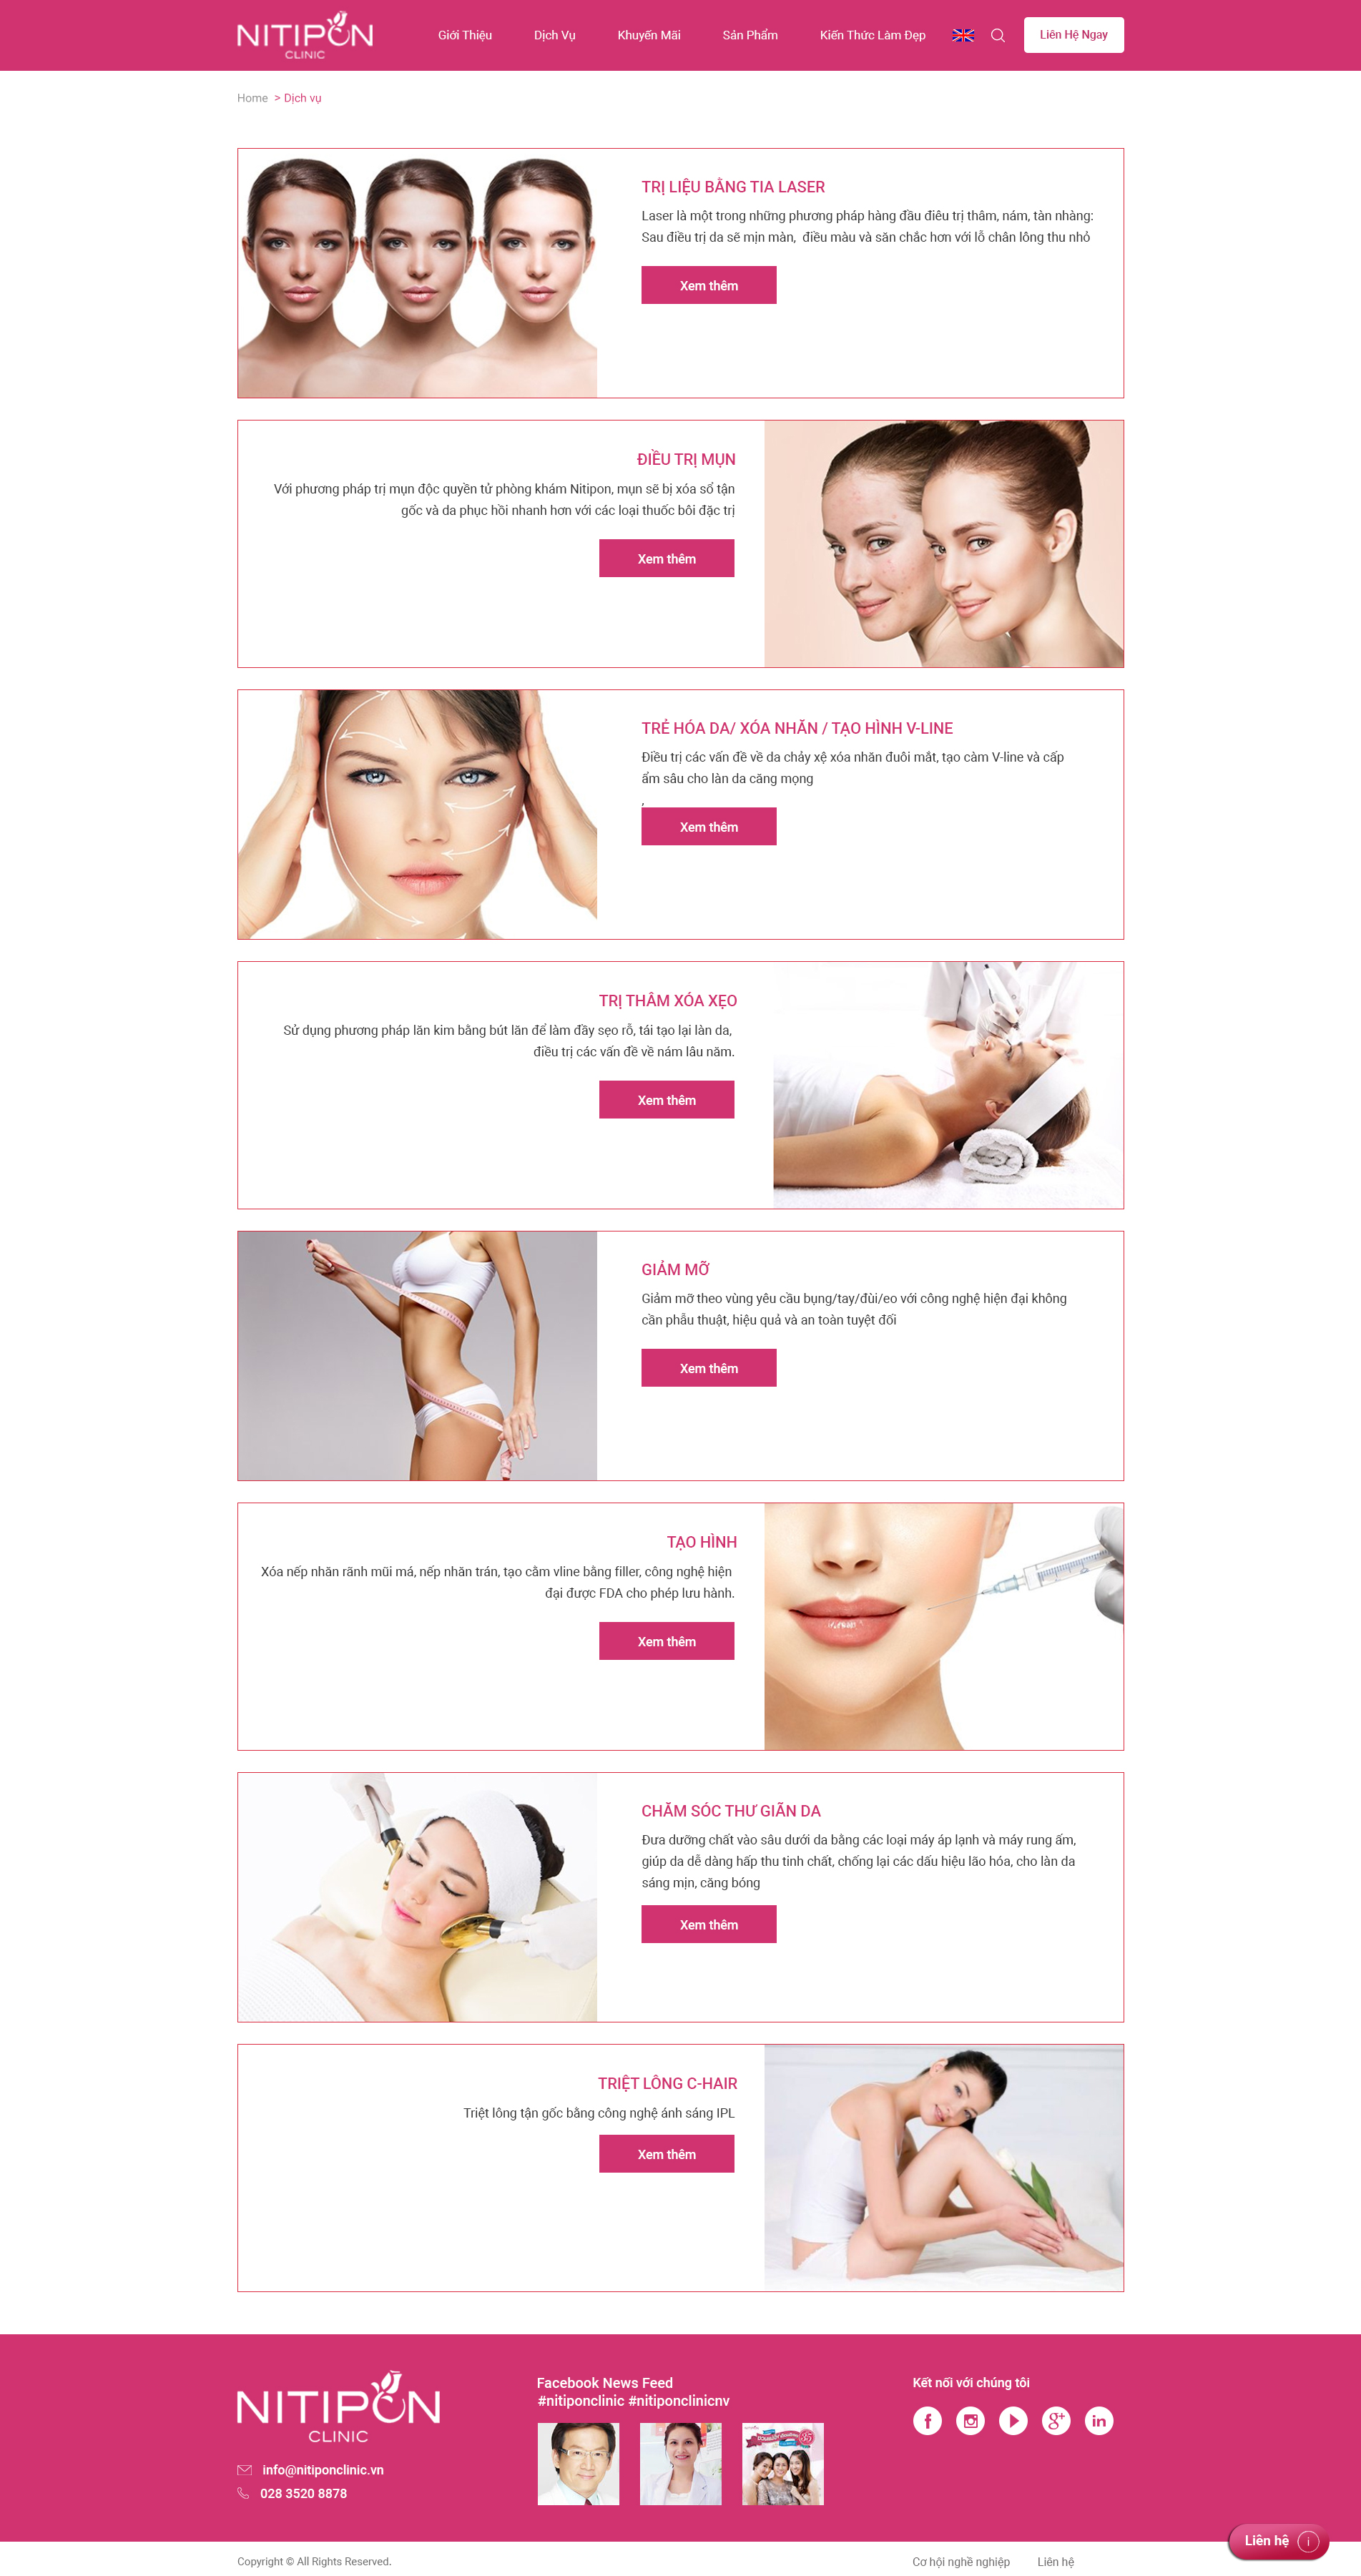 NITIPON
CLINIC
Giới Thiệu Dịch Vụ Khuyến Mãi Sản Phẩm Kiến Thức Làm Đẹp Liên Hệ Ngay
Home > Dịch vụ
TRỊ LIỆU BẰNG TIA LASER
Laser là một trong những phương pháp hàng đầu điêu trị thâm, nám, tàn nhàng:
Sau điều trị da sẽ mịn màn, điều màu và săn chắc hơn với lỗ chân lông thu nhỏ
Xem thêm
ĐIỀU TRỊ MỤN
Với phương pháp trị mụn độc quyền tử phòng khám Nitipon, mụn sẽ bị xóa sổ tận
gốc và da phục hồi nhanh hơn với các loại thuốc bôi đặc trị
Xem thêm
TRẺ HÓA DA/ XÓA NHĂN / TẠO HÌNH V-LINE
Điều trị các vấn đề về da chảy xệ xóa nhăn đuôi mắt, tạo càm V-line và cấp
ẩm sâu cho làn da căng mọng
,
Xem thêm
TRỊ THÂM XÓA XẸO
Sử dụng phương pháp lăn kim bằng bút lăn để làm đầy sẹo rỗ, tái tạo lại làn da,
điều trị các vấn đề về nám lâu năm.
Xem thêm
GIẢM MỠ
Giảm mỡ theo vùng yêu cầu bụng/tay/đùi/eo với công nghệ hiện đại không
cần phẫu thuật, hiệu quả và an toàn tuyệt đối
Xem thêm
TẠO HÌNH
Xóa nếp nhăn rãnh mũi má, nếp nhăn trán, tạo cằm vline bằng filler, công nghệ hiện
đại được FDA cho phép lưu hành.
Xem thêm
CHĂM SÓC THƯ GIÃN DA
Đưa dưỡng chất vào sâu dưới da bằng các loại máy áp lạnh và máy rung ấm,
giúp da dễ dàng hấp thu tinh chất, chống lại các dấu hiệu lão hóa, cho làn da
sáng mịn, căng bóng
Xem thêm
TRIỆT LÔNG C-HAIR
Triệt lông tận gốc bằng công nghệ ánh sáng IPL
Xem thêm
NITIPON
CLINIC
info@nitiponclinic.vn
028 3520 8878
Facebook News Feed
#nitiponclinic #nitiponclinicnv
35
Kết nối với chúng tôi
Liên hệ i
Copyright © All Rights Reserved. Cơ hội nghề nghiệp Liên hệ